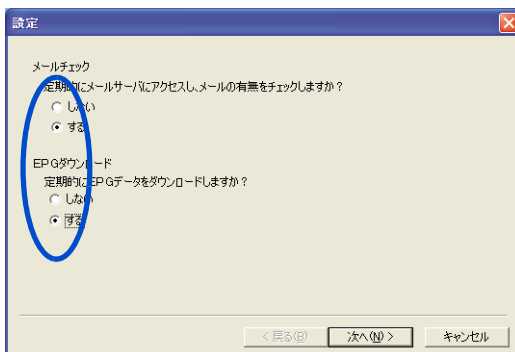 設定
メールチェック
定期的にメールサーバにアクセスし、メールの有無をチェックしますか？
しない
する
EPGダウンロード
定期的にEPGデータをダウンロードしますか？
しない
する
< 戻る(B)
次へ(N) >
キャンセル